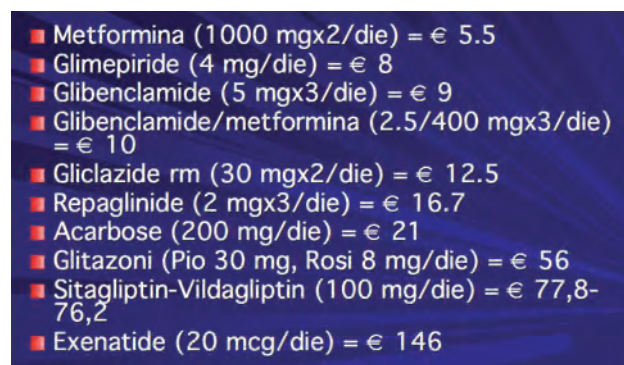 Metformina (1000 mgx2/die) = € 5.5
Glimepiride (4 mg/die) = € 8
Glibenclamide (5 mgx3/die) = € 9
Glibenclamide/metformina (2.5/400 mgx3/die)
= € 10
Gliclazide rm (30 mgx2/die) = € 12.5
Repaglinide (2 mgx3/die) = € 16.7
Acarbose (200 mg/die) = € 21
Glitazoni (Pio 30 mg, Rosi 8 mg/die) = € 56
Sitagliptin-Vildagliptin (100 mg/die) = € 77,8-
76,2
Exenatide (20 mcg/die) = € 146